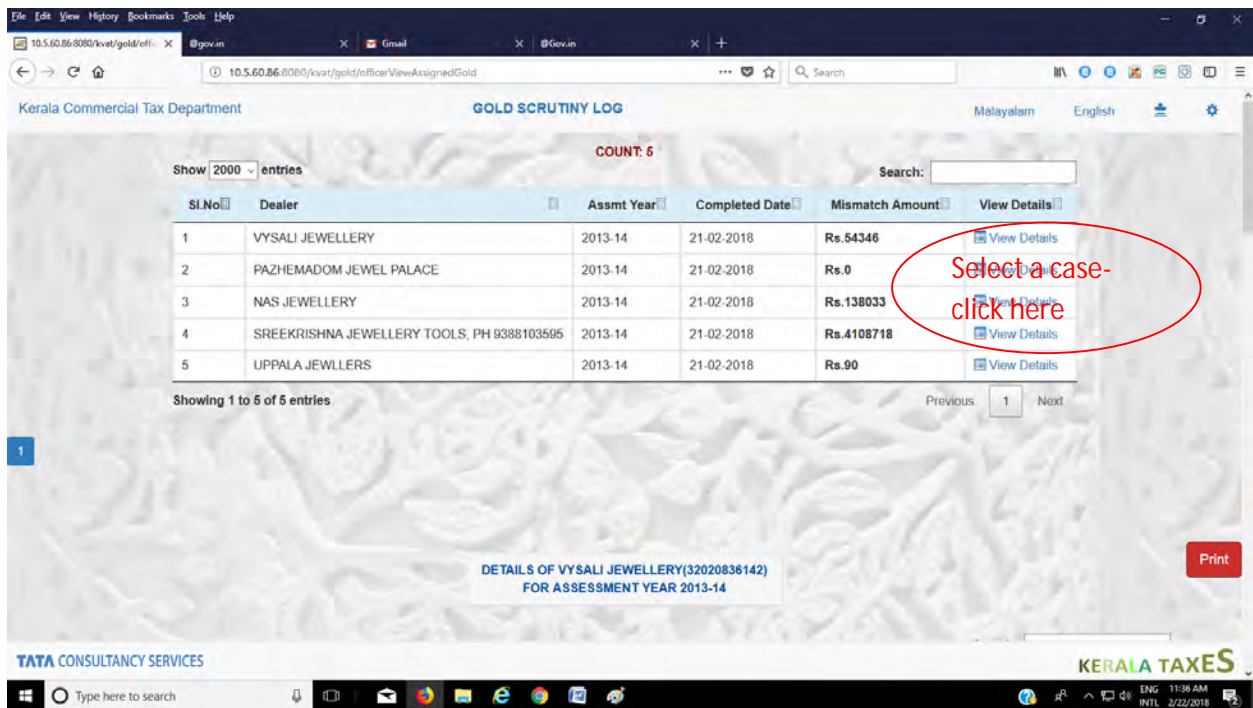 File Edit View History Bookmarks Tools Help
10.5.60.86:8080/kvat/gold/offi
@gov.in
Gmail
@Gov.in
10.5.60.86:8080/kvat/gold/officerViewAssignedGold
Search
Kerala Commercial Tax Department
GOLD SCRUTINY LOG
Malayalam English
COUNT: 5
Show 2000 entries
Search:
Sl.No Dealer Assmt Year Completed Date Mismatch Amount View Details
1 VYSALI JEWELLERY 2013-14 21-02-2018 Rs.54346 View Details
2 PAZHEMADOM JEWEL PALACE 2013-14 21-02-2018 Rs.0 View Details
3 NAS JEWELLERY 2013-14 21-02-2018 Rs.138033 View Details
4 SREEKRISHNA JEWELLERY TOOLS, PH 9388103595 2013-14 21-02-2018 Rs.4108718 View Details
5 UPPALA JEWLLERS 2013-14 21-02-2018 Rs.90 View Details
Select a case-
click here
Showing 1 to 5 of 5 entries
Previous 1 Next
1
DETAILS OF VYSALI JEWELLERY(32020836142)
FOR ASSESSMENT YEAR 2013-14
Print
TATA CONSULTANCY SERVICES
KERALA TAXES
Type here to search
ENG 11:36 AM
INTL 2/22/2018